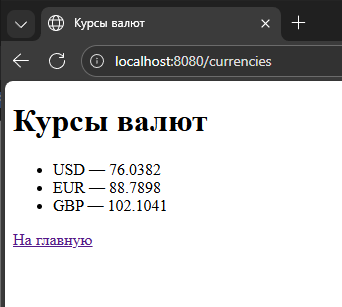 Курсы валют
localhost:8080/currencies
Курсы валют
USD — 76.0382
EUR — 88.7898
GBP — 102.1041
На главную